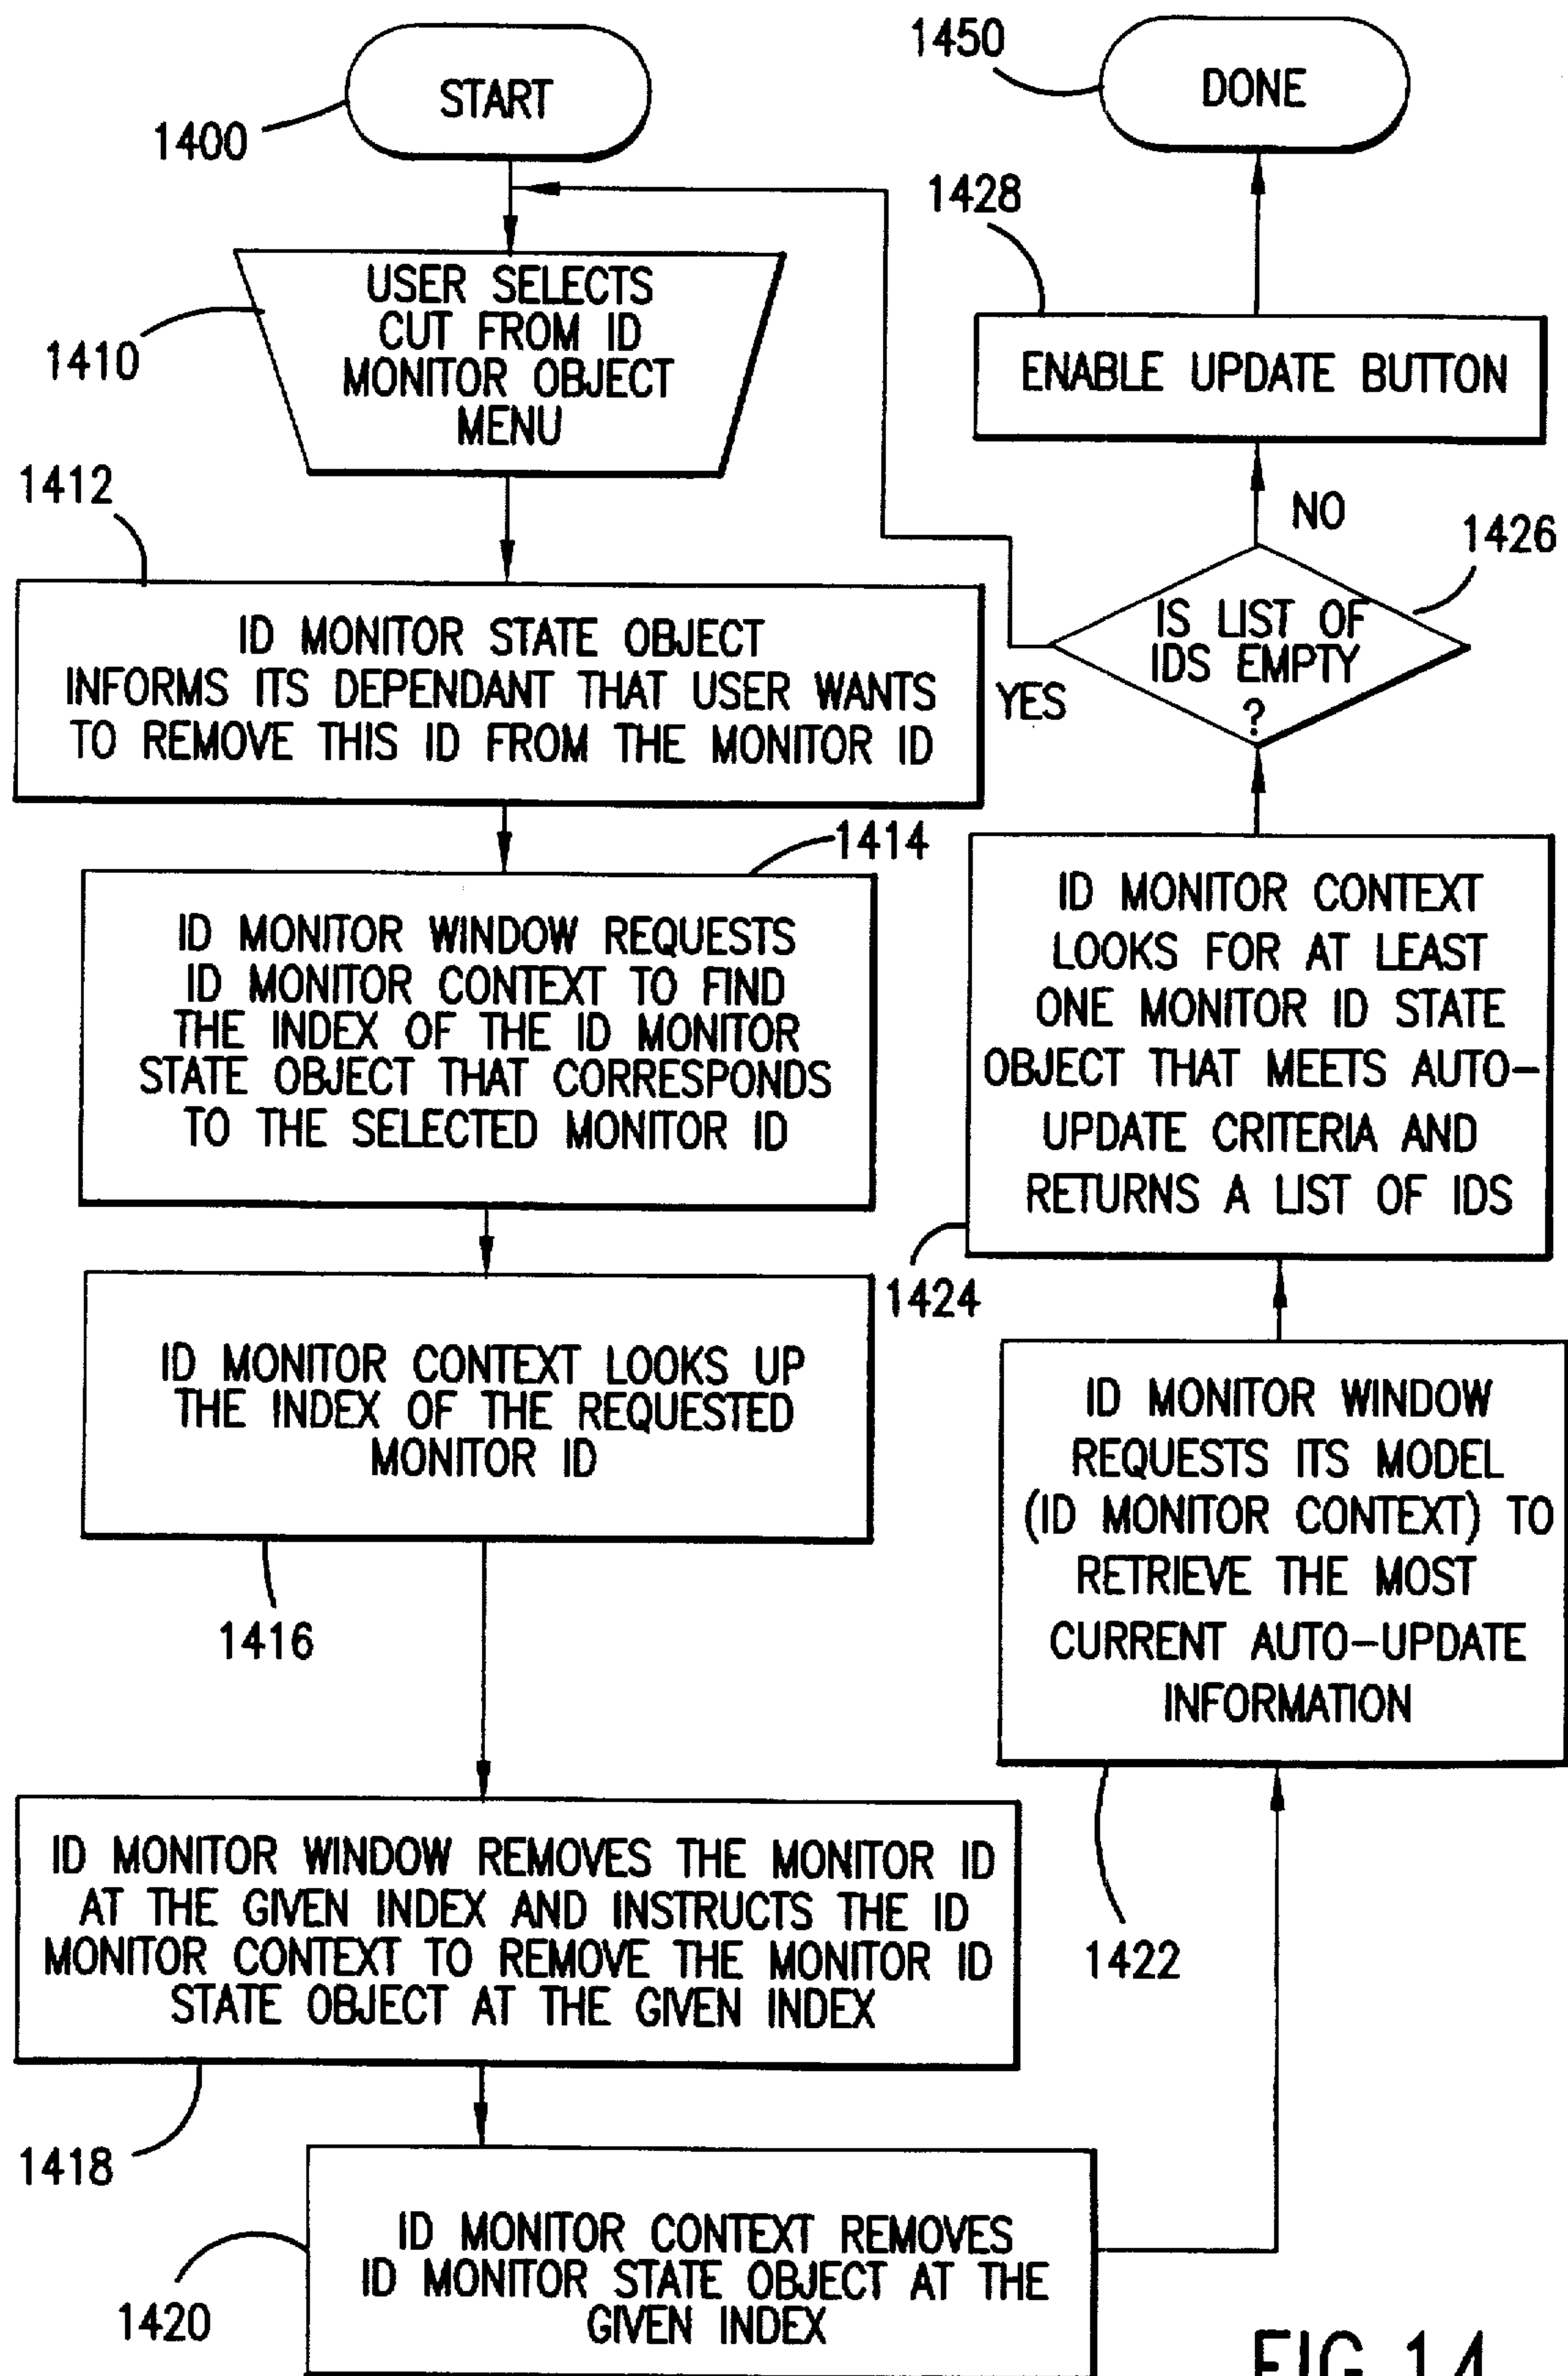 START
1400
USER SELECTS
CUT FROM ID
MONITOR OBJECT
MENU
1410
1412
ID MONITOR STATE OBJECT
INFORMS ITS DEPENDANT THAT USER WANTS
TO REMOVE THIS ID FROM THE MONITOR ID
1414
ID MONITOR WINDOW REQUESTS
ID MONITOR CONTEXT TO FIND
THE INDEX OF THE ID MONITOR
STATE OBJECT THAT CORRESPONDS
TO THE SELECTED MONITOR ID
ID MONITOR CONTEXT LOOKS UP
THE INDEX OF THE REQUESTED
MONITOR ID
1416
ID MONITOR WINDOW REMOVES THE MONITOR ID
AT THE GIVEN INDEX AND INSTRUCTS THE ID
MONITOR CONTEXT TO REMOVE THE MONITOR ID
STATE OBJECT AT THE GIVEN INDEX
1418
ID MONITOR CONTEXT REMOVES
ID MONITOR STATE OBJECT AT THE
GIVEN INDEX
1420
ID MONITOR WINDOW
REQUESTS ITS MODEL
(ID MONITOR CONTEXT) TO
RETRIEVE THE MOST
CURRENT AUTO-UPDATE
INFORMATION
1422
ID MONITOR CONTEXT
LOOKS FOR AT LEAST
ONE MONITOR ID STATE
OBJECT THAT MEETS AUTO-
UPDATE CRITERIA AND
RETURNS A LIST OF IDS
1424
IS LIST OF
IDS EMPTY
?
1426
YES
NO
ENABLE UPDATE BUTTON
1428
DONE
1450
FIG.14